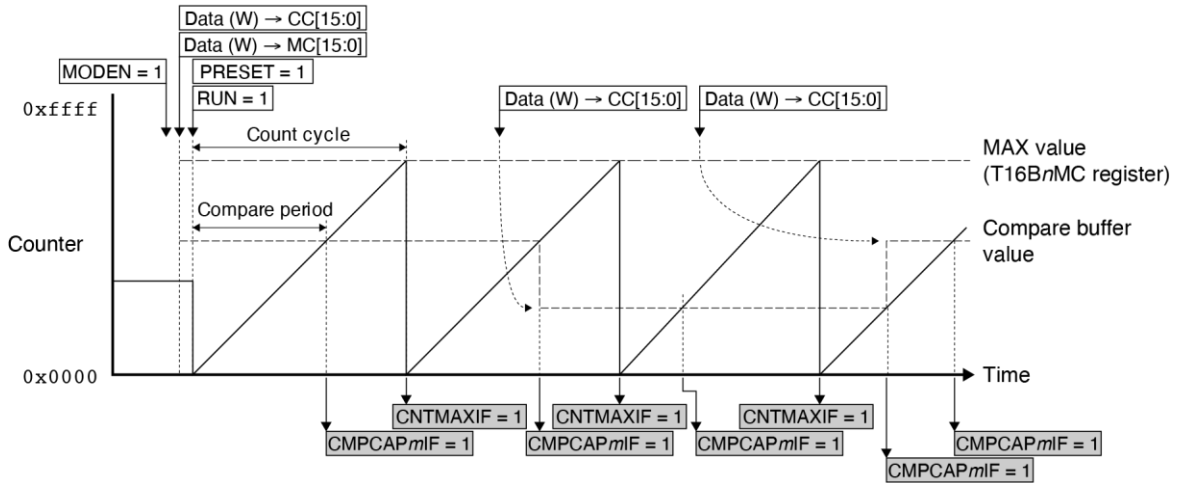 Data (W) → CC[15:0]
Data (W) → MC[15:0]
MODEN = 1
PRESET = 1
RUN = 1
0xffff
Data (W) → CC[15:0]
Data (W) → CC[15:0]
Count cycle
MAX value
(T16BnMC register)
Compare period
Counter
Compare buffer
value
0x0000
Time
CNTMAXIF = 1
CNTMAXIF = 1
CNTMAXIF = 1
CMPCAPmIF = 1
CMPCAPmIF = 1
CMPCAPmIF = 1
CMPCAPmIF = 1
CMPCAPmIF = 1